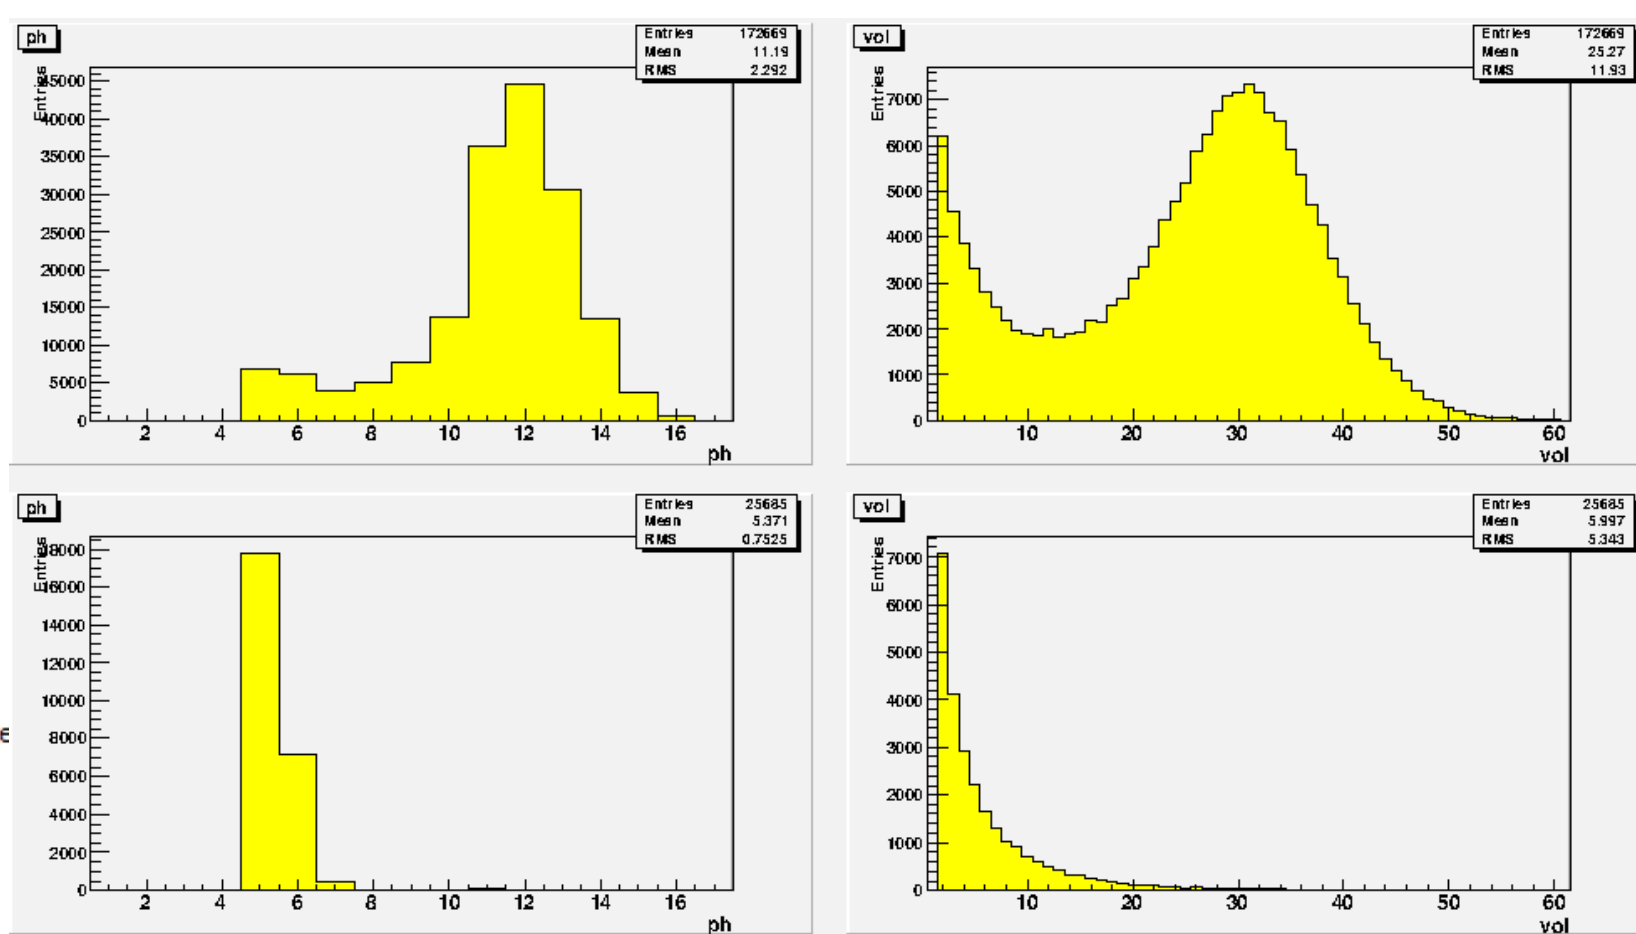 ph
Entries 172669
Mean 11.19
RMS 2.292
Entries
45000
40000
35000
30000
25000
20000
15000
10000
5000
0
2 4 6 8 10 12 14 16
ph
vol
Entries 172669
Mean 25.27
RMS 11.93
Entries
7000
6000
5000
4000
3000
2000
1000
0
10 20 30 40 50 60
vol
ph
Entries 25685
Mean 5.371
RMS 0.7525
Entries
18000
16000
14000
12000
10000
8000
6000
4000
2000
0
2 4 6 8 10 12 14 16
ph
vol
Entries 25685
Mean 5.997
RMS 5.343
Entries
7000
6000
5000
4000
3000
2000
1000
0
10 20 30 40 50 60
vol